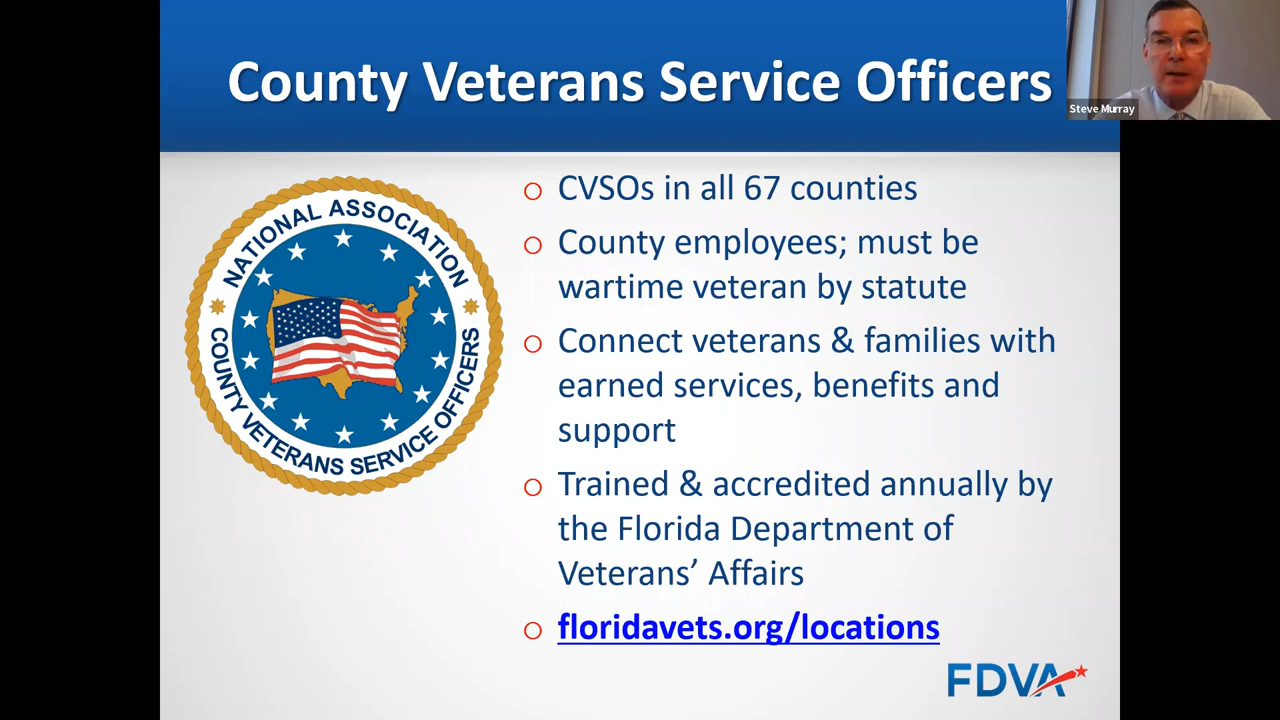 County Veterans Service Officers
Steve Murray
NATIONAL ASSOCIATION
COUNTY VETERANS SERVICE OFFICERS
CVSOs in all 67 counties
County employees; must be
wartime veteran by statute
Connect veterans & families with
earned services, benefits and
support
Trained & accredited annually by
the Florida Department of
Veterans’ Affairs
floridavets.org/locations
FDVA